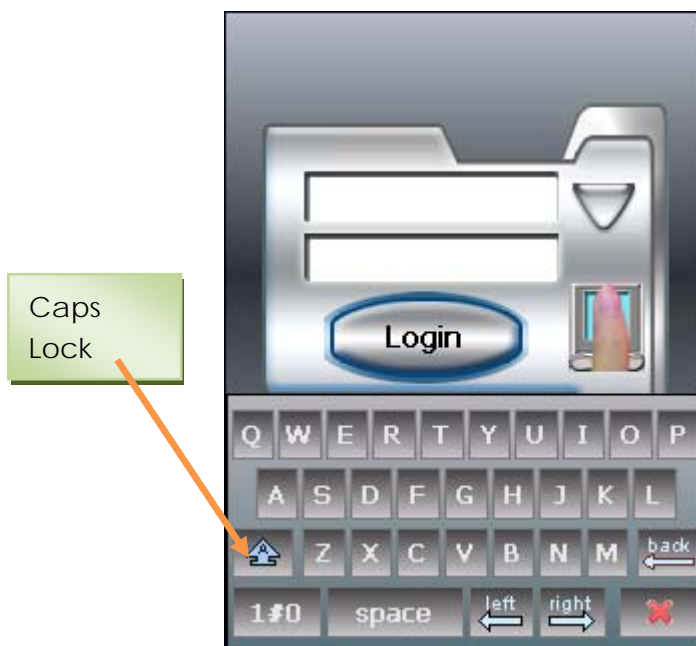 Caps
Lock
Login
Q W E R T Y U I O P
A S D F G H J K L
A Z X C V B N M back
1#0 space left right